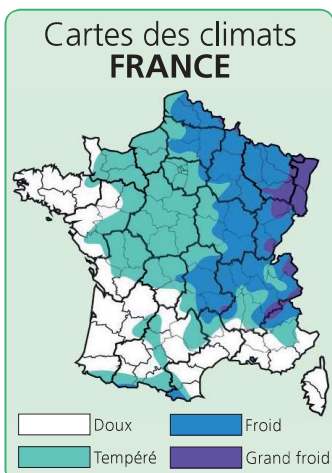 Cartes des climats
FRANCE
Doux
Froid
Tempéré
Grand froid